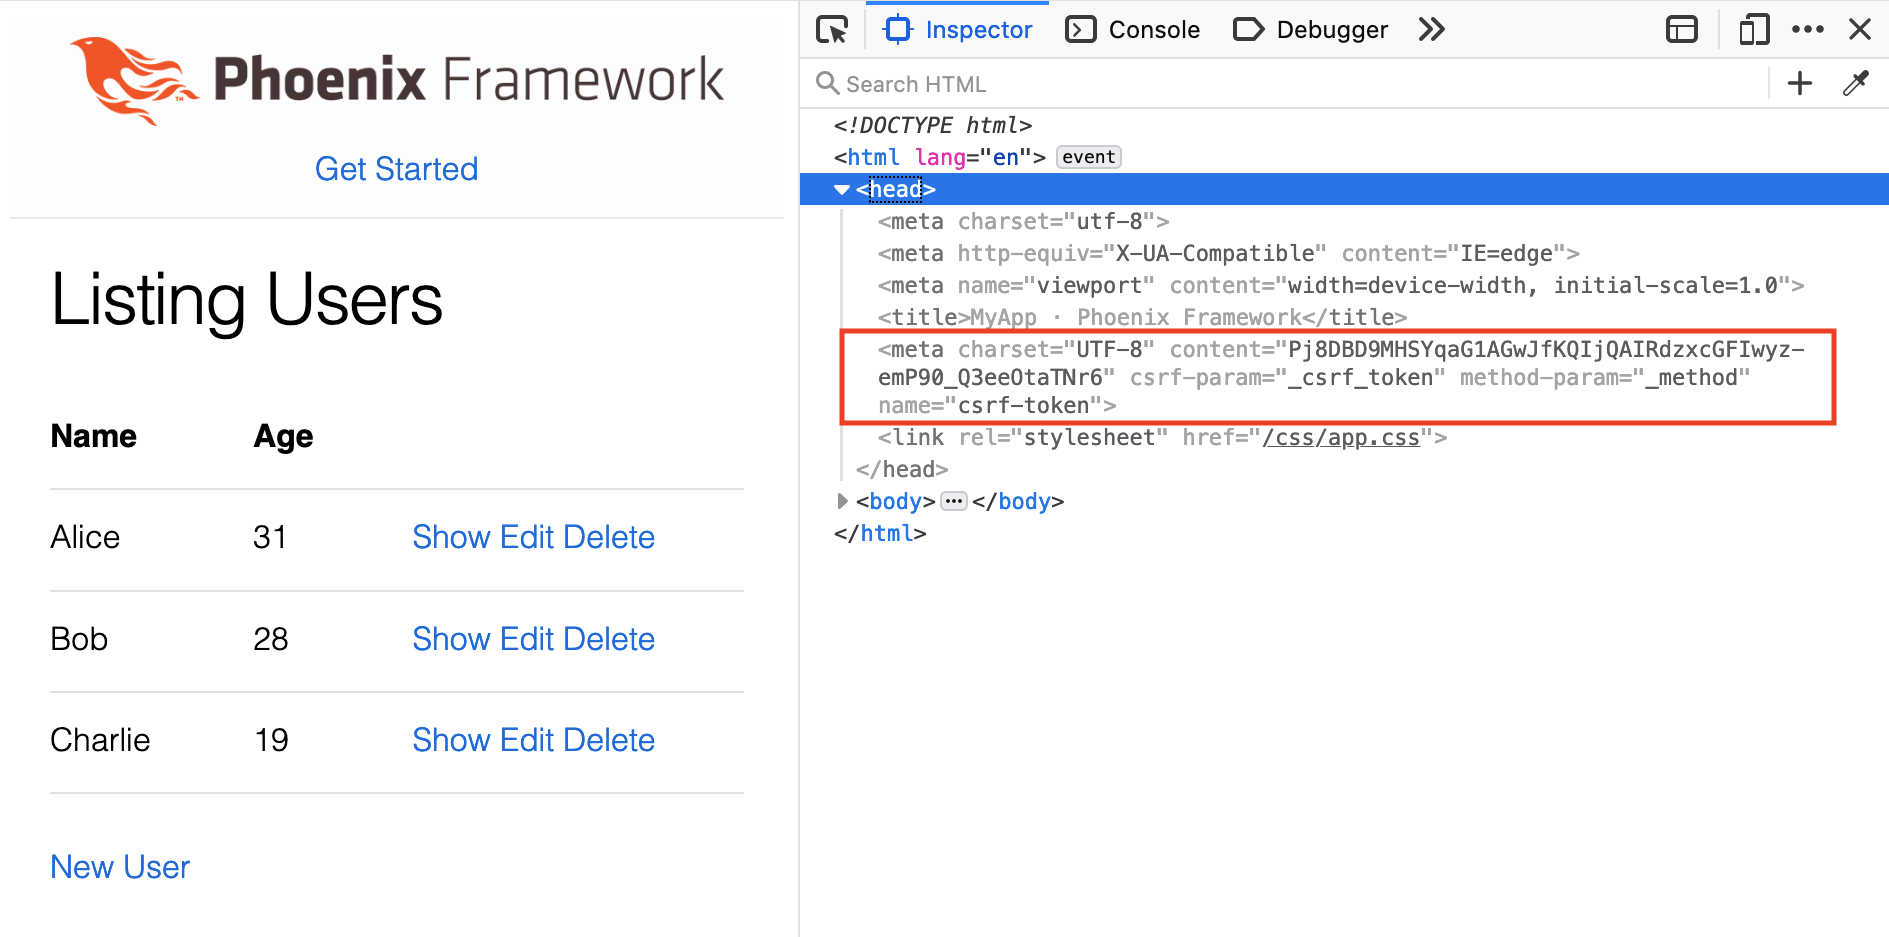 Phoenix Framework
™
Get Started
Listing Users
Name Age
Alice 31 Show Edit Delete
Bob 28 Show Edit Delete
Charlie 19 Show Edit Delete
New User
Inspector Console Debugger
Search HTML
<!DOCTYPE html>
<html lang="en"> event
<head>
<meta charset="utf-8">
<meta http-equiv="X-UA-Compatible" content="IE=edge">
<meta name="viewport" content="width=device-width, initial-scale=1.0">
<title>MyApp · Phoenix Framework</title>
<meta charset="UTF-8" content="Pj8DBD9MHSYqaG1AGwJfKQIjQAIRdzxcGFIwyz-
emP90_Q3eeOtaTNr6" csrf-param="_csrf_token" method-param="_method"
name="csrf-token">
<link rel="stylesheet" href="/css/app.css">
</head>
<body> ••• </body>
</html>